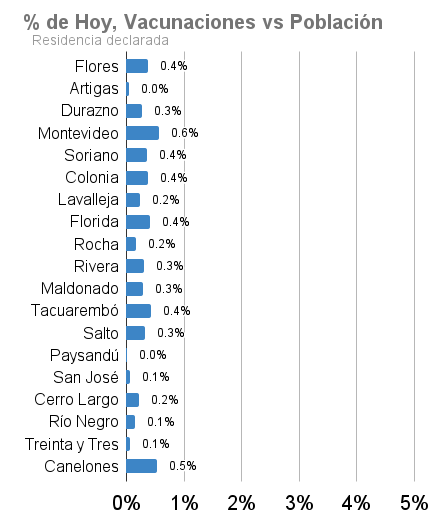 % de Hoy, Vacunaciones vs Población
Residencia declarada
Flores 0.4%
Artigas 0.0%
Durazno 0.3%
Montevideo 0.6%
Soriano 0.4%
Colonia 0.4%
Lavalleja 0.2%
Florida 0.4%
Rocha 0.2%
Rivera 0.3%
Maldonado 0.3%
Tacuarembó 0.4%
Salto 0.3%
Paysandú 0.0%
San José 0.1%
Cerro Largo 0.2%
Río Negro 0.1%
Treinta y Tres 0.1%
Canelones 0.5%
0% 1% 2% 3% 4% 5%